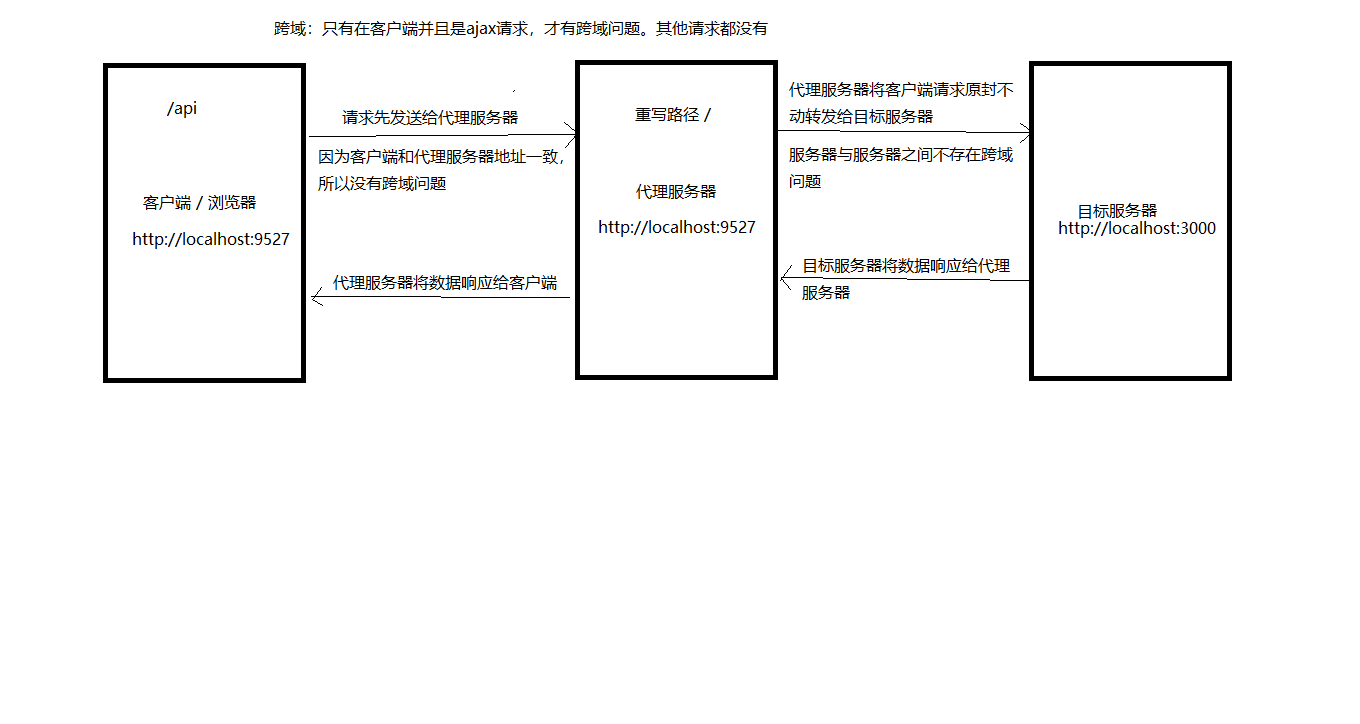 跨域：只有在客户端并且是ajax请求，才有跨域问题。其他请求都没有
/api
客户端 / 浏览器
http://localhost:9527
请求先发送给代理服务器
因为客户端和代理服务器地址一致，
所以没有跨域问题
代理服务器将数据响应给客户端
重写路径 /
代理服务器
http://localhost:9527
代理服务器将客户端请求原封不
动转发给目标服务器
服务器与服务器之间不存在跨域
问题
目标服务器将数据响应给代理
服务器
目标服务器
http://localhost:3000